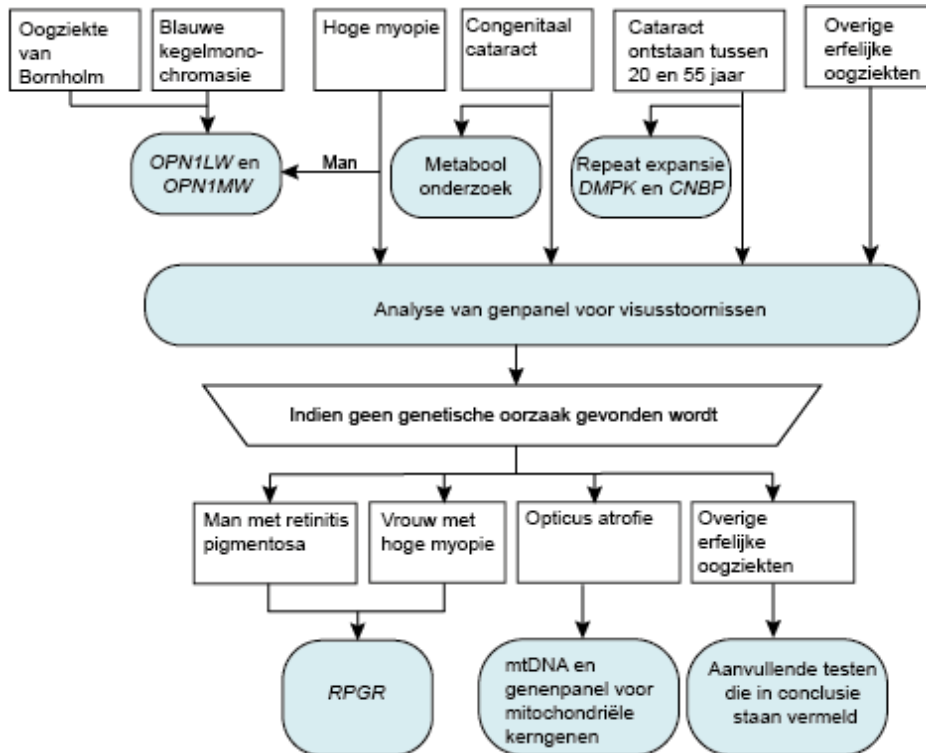 Oogziekte
van
Bornholm
Blauwe
kegelmono-
chromasie
Hoge myopie
Congenitaal
cataract
Cataract
ontstaan tussen
20 en 55 jaar
Overige
erfelijke
oogziekten
OPN1LW en
OPN1MW
Man
Metabool
onderzoek
Repeat expansie
DMPK en CNBP
Analyse van genpanel voor visusstoornissen
Indien geen genetische oorzaak gevonden wordt
Man met retinitis
pigmentosa
Vrouw met
hoge myopie
Opticus atrofie
Overige
erfelijke
oogziekten
RPGR
mtDNA en
genenpanel voor
mitochondriële
kerngenen
Aanvullende testen
die in conclusie
staan vermeld